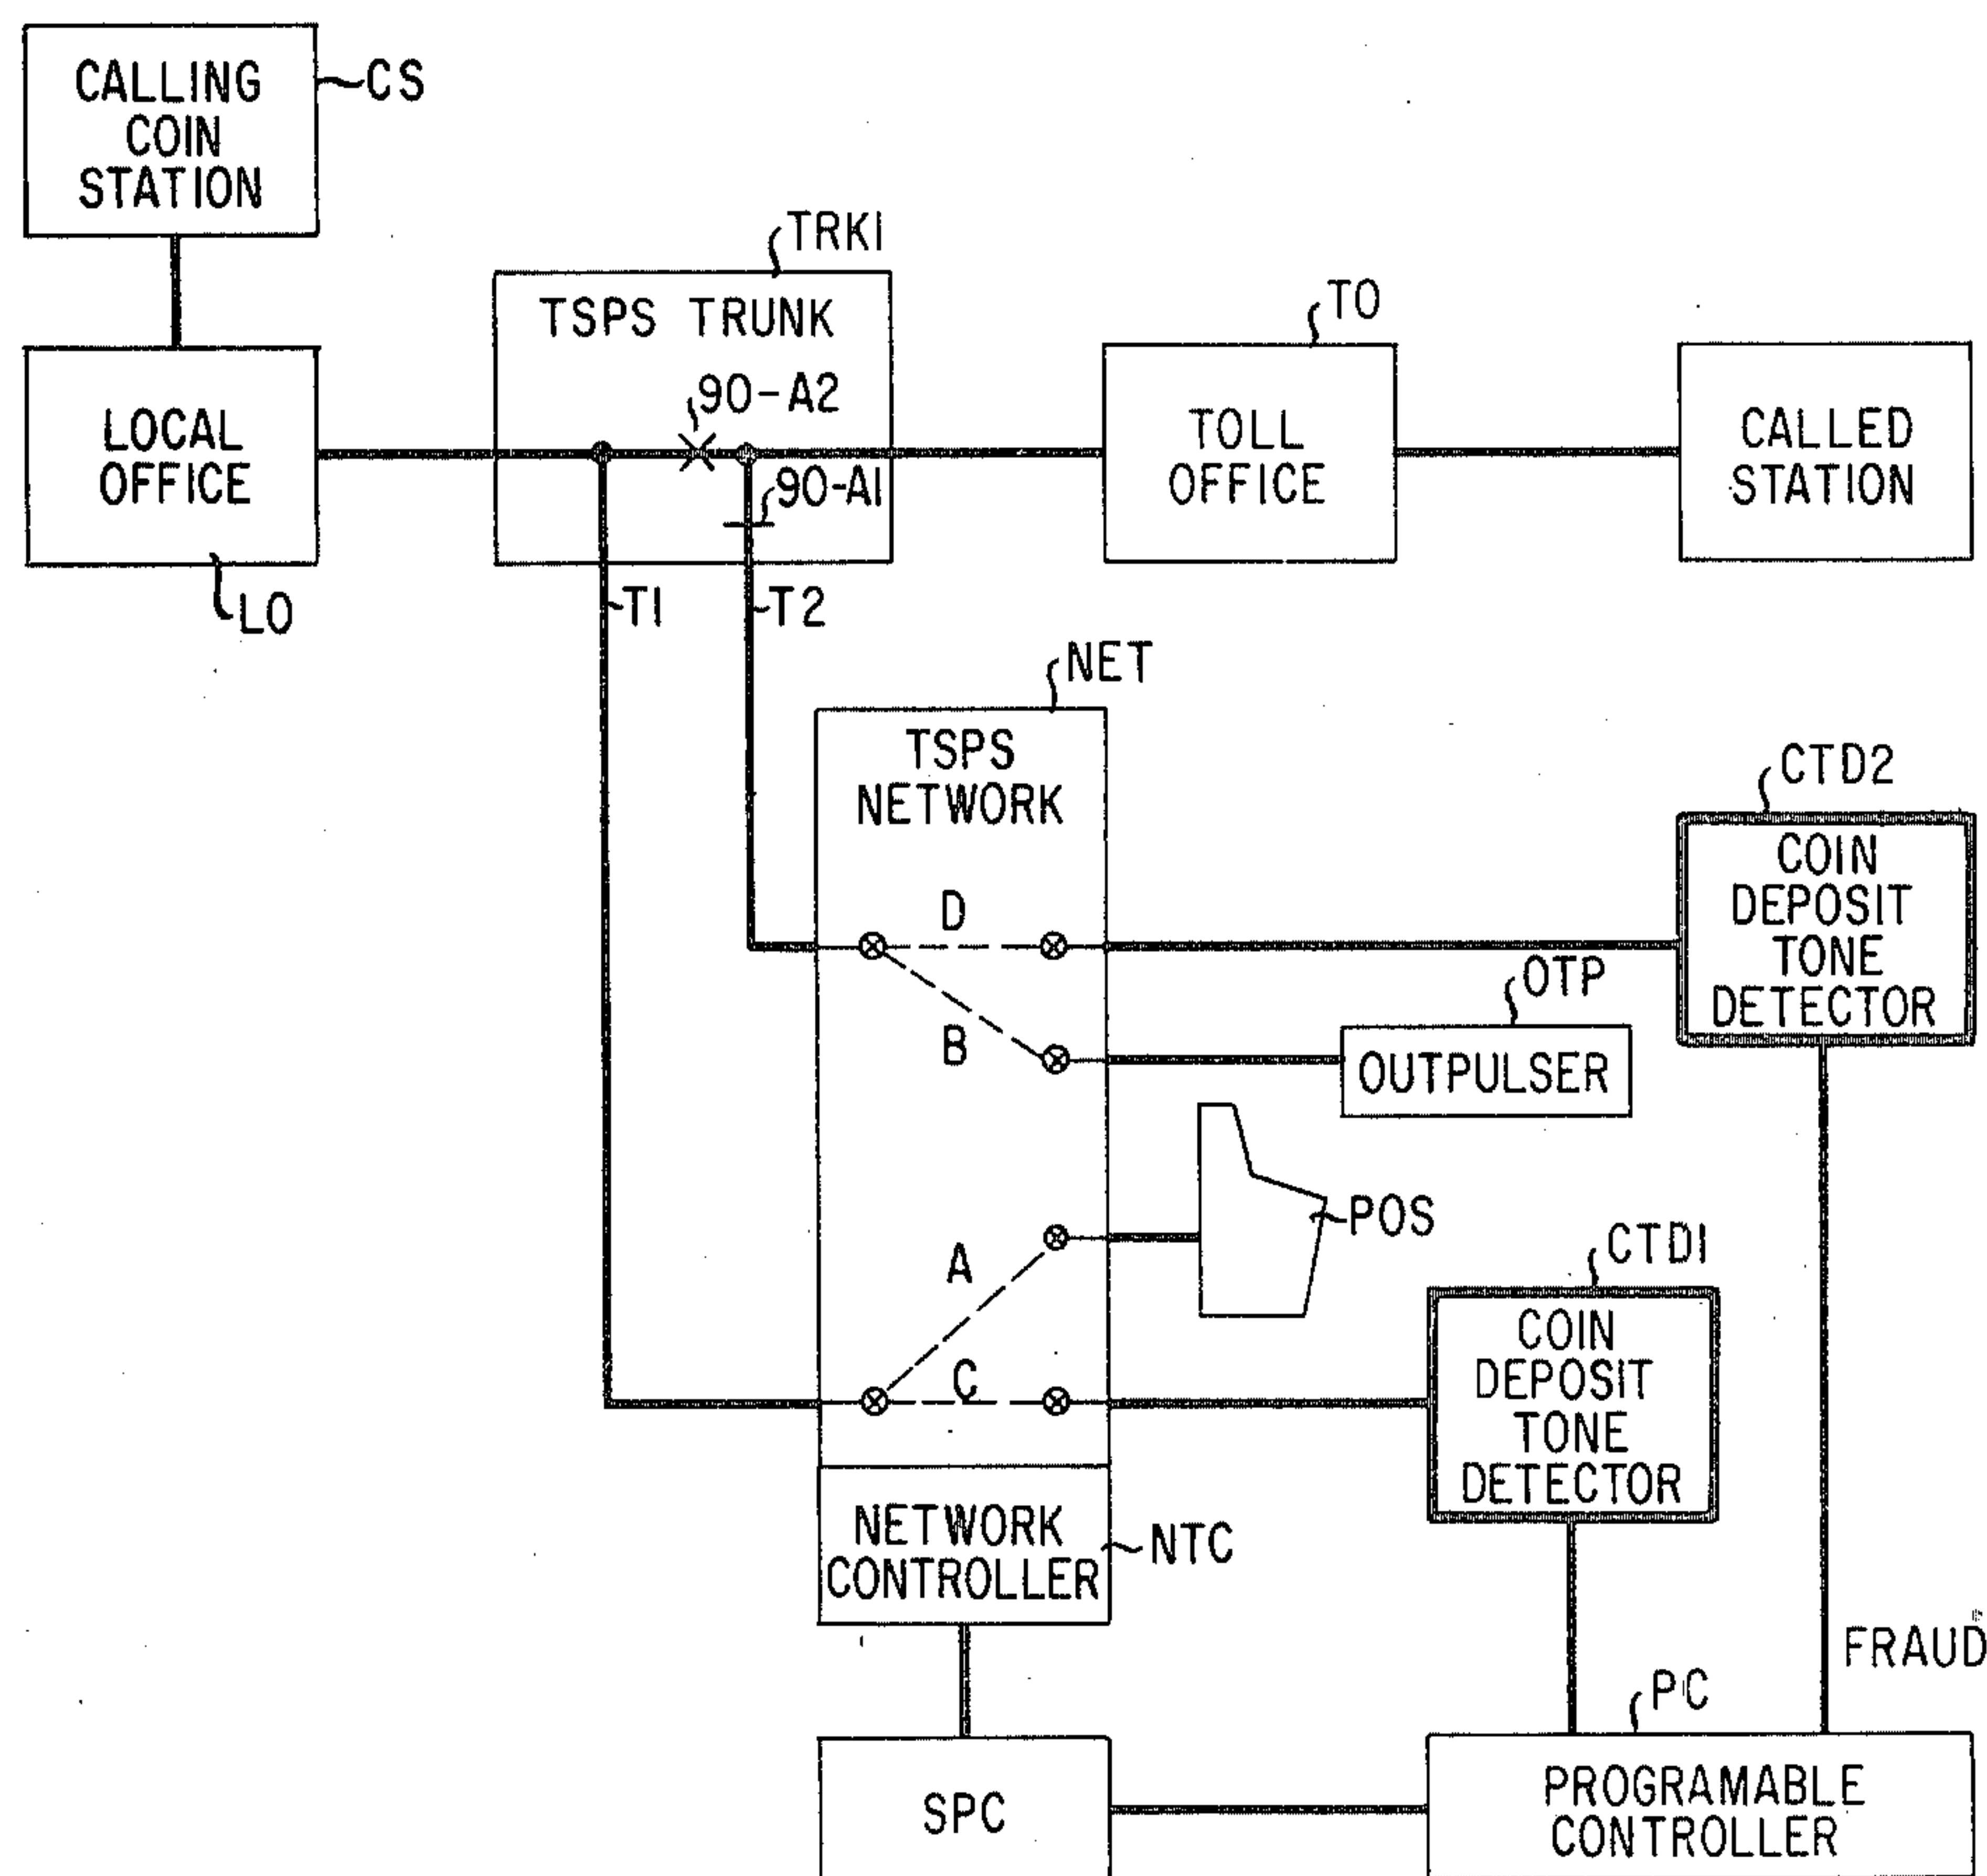 CALLING
COIN
STATION
CS
TRK1
TSPS TRUNK
90-A2
90-A1
LOCAL
OFFICE
LO
TO
TOLL
OFFICE
CALLED
STATION
T1
T2
NET
TSPS
NETWORK
D
B
A
C
CTD2
COIN
DEPOSIT
TONE
DETECTOR
OTP
OUTPULSER
POS
CTD1
COIN
DEPOSIT
TONE
DETECTOR
NETWORK
CONTROLLER
NTC
FRAUD
PC
SPC
PROGRAMABLE
CONTROLLER